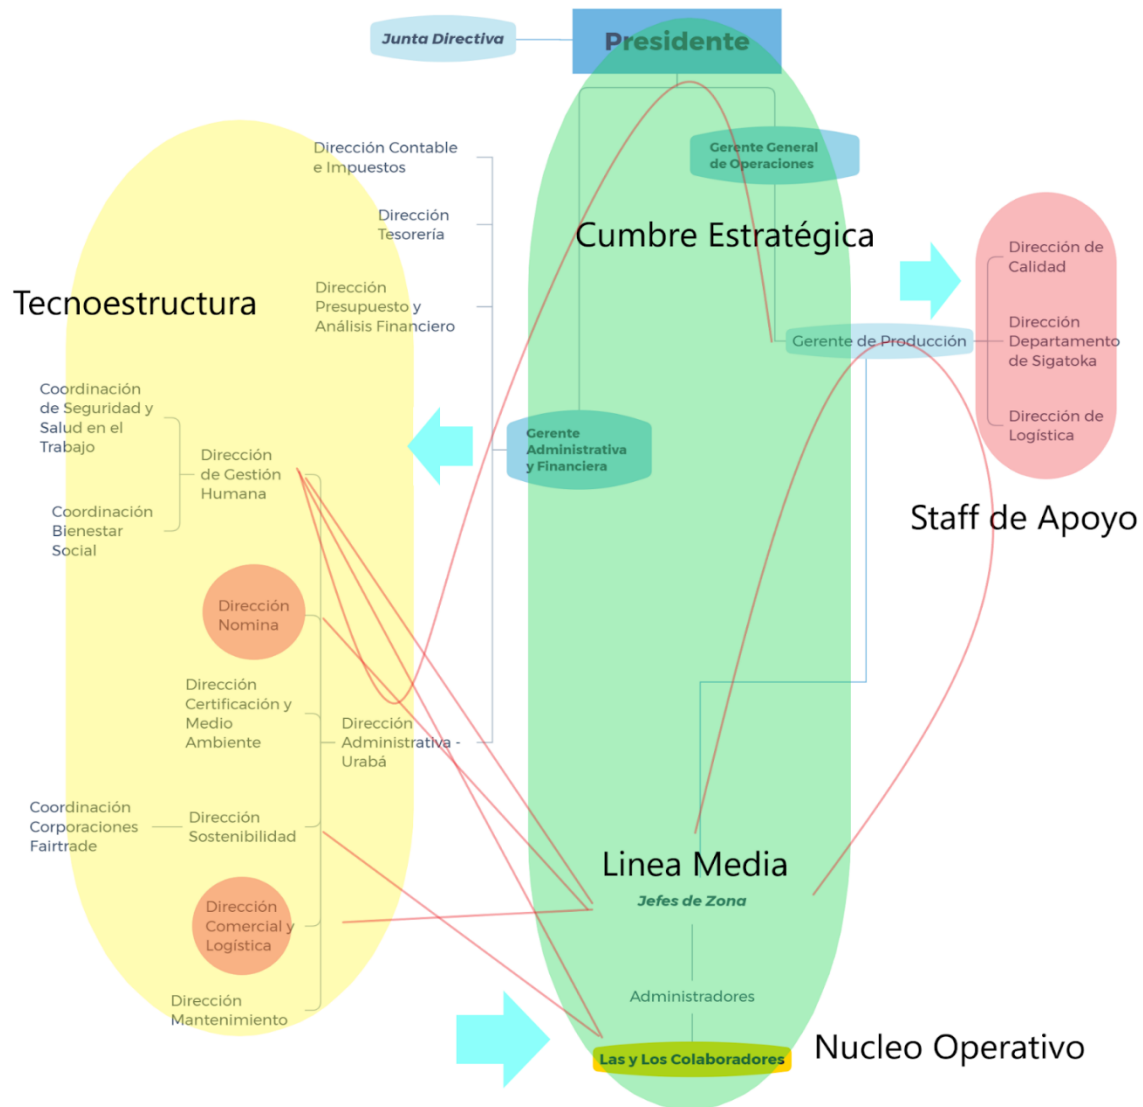 Junta Directiva
Presidente
Dirección Contable
e Impuestos
Gerente General
de Operaciones
Dirección
Tesorería
Cumbre Estratégica
Dirección de
Calidad
Tecnoestructura
Dirección
Presupuesto y
Análisis Financiero
Gerente de Producción
Dirección
Departamento
de Sigatoka
Coordinación
de Seguridad y
Salud en el
Trabajo
Dirección
de Gestión
Humana
Gerente
Administrativa
y Financiera
Dirección de
Logística
Coordinación
Bienestar
Social
Staff de Apoyo
Dirección
Nomina
Dirección
Certificación y
Medio
Ambiente
Dirección
Administrativa -
Urabá
Coordinación
Corporaciones
Fairtrade
Dirección
Sostenibilidad
Linea Media
Jefes de Zona
Dirección
Comercial y
Logística
Administradores
Dirección
Mantenimiento
Las y Los Colaboradores
Nucleo Operativo